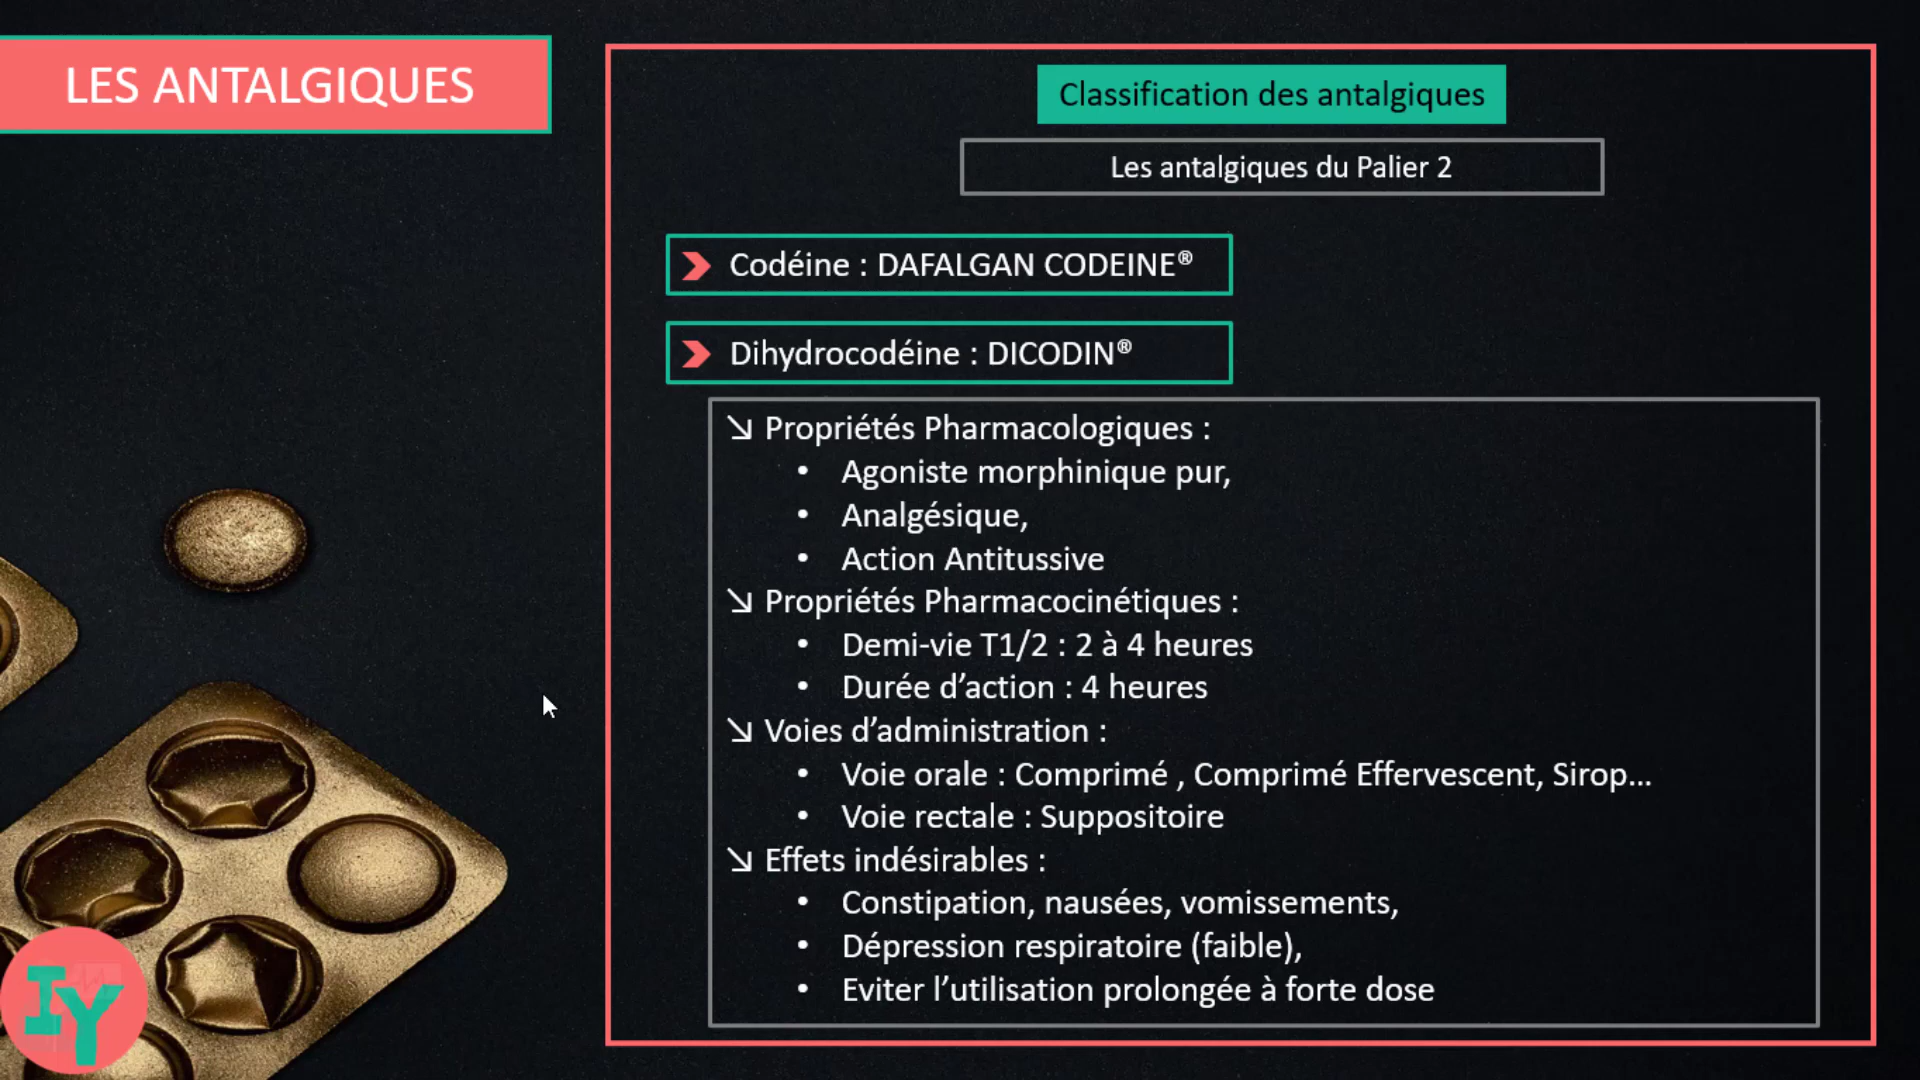 LES ANTALGIQUES
Classification des antalgiques
Les antalgiques du Palier 2
Codéine : DAFALGAN CODEINE®
Dihydrocodéine : DICODIN®
↘ Propriétés Pharmacologiques :
• Agoniste morphinique pur,
• Analgésique,
• Action Antitussive
↘ Propriétés Pharmacocinétiques :
• Demi-vie T1/2 : 2 à 4 heures
• Durée d’action : 4 heures
↘ Voies d’administration :
• Voie orale : Comprimé , Comprimé Effervescent, Sirop...
• Voie rectale : Suppositoire
↘ Effets indésirables :
• Constipation, nausées, vomissements,
• Dépression respiratoire (faible),
• Eviter l’utilisation prolongée à forte dose
IY